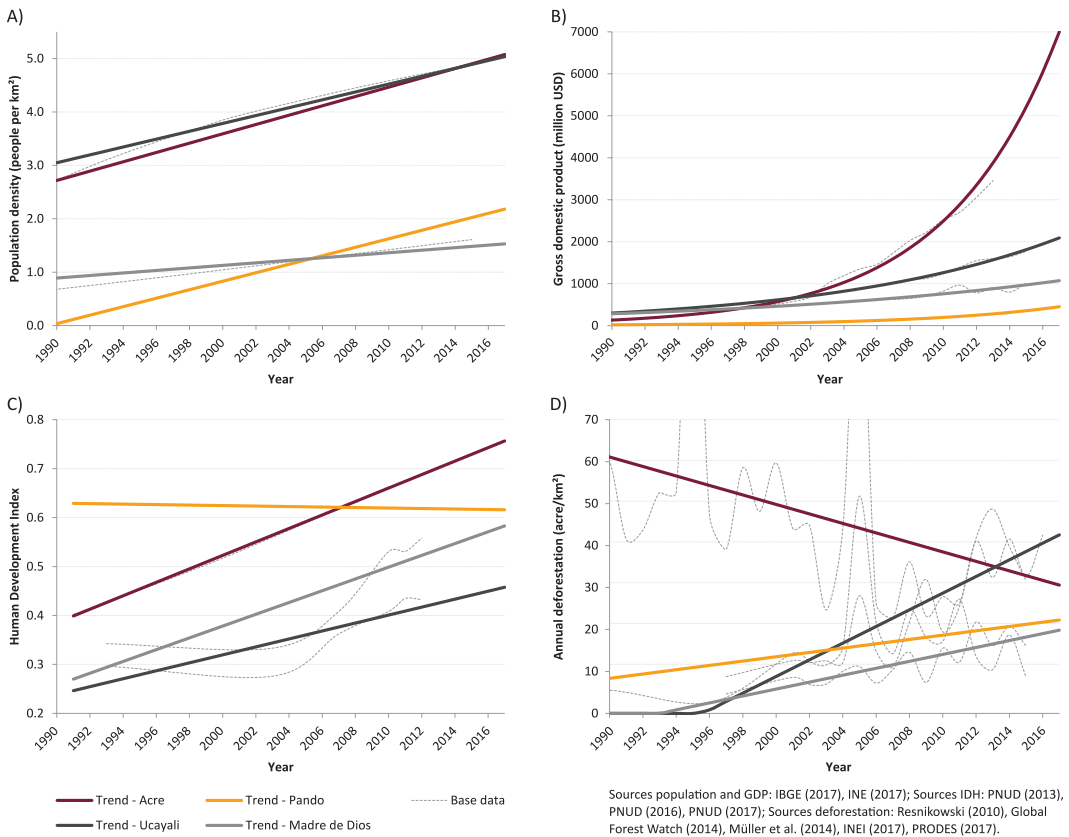 A)
Population density (people per km²)
5.0
4.0
3.0
2.0
1.0
0.0
1990 1992 1994 1996 1998 2000 2002 2004 2006 2008 2010 2012 2014 2016
Year
B)
Gross domestic product (million USD)
7000
6000
5000
4000
3000
2000
1000
0
1990 1992 1994 1996 1998 2000 2002 2004 2006 2008 2010 2012 2014 2016
Year
C)
Human Development Index
0.8
0.7
0.6
0.5
0.4
0.3
0.2
1990 1992 1994 1996 1998 2000 2002 2004 2006 2008 2010 2012 2014 2016
Year
D)
Annual deforestation (acre/km²)
70
60
50
40
30
20
10
0
1990 1992 1994 1996 1998 2000 2002 2004 2006 2008 2010 2012 2014 2016
Year
Trend - Acre
Trend - Pando
Base data
Trend - Ucayali
Trend - Madre de Dios
Sources population and GDP: IBGE (2017), INE (2017); Sources IDH: PNUD (2013),
PNUD (2016), PNUD (2017); Sources deforestation: Resnikowski (2010), Global
Forest Watch (2014), Müller et al. (2014), INEI (2017), PRODES (2017).